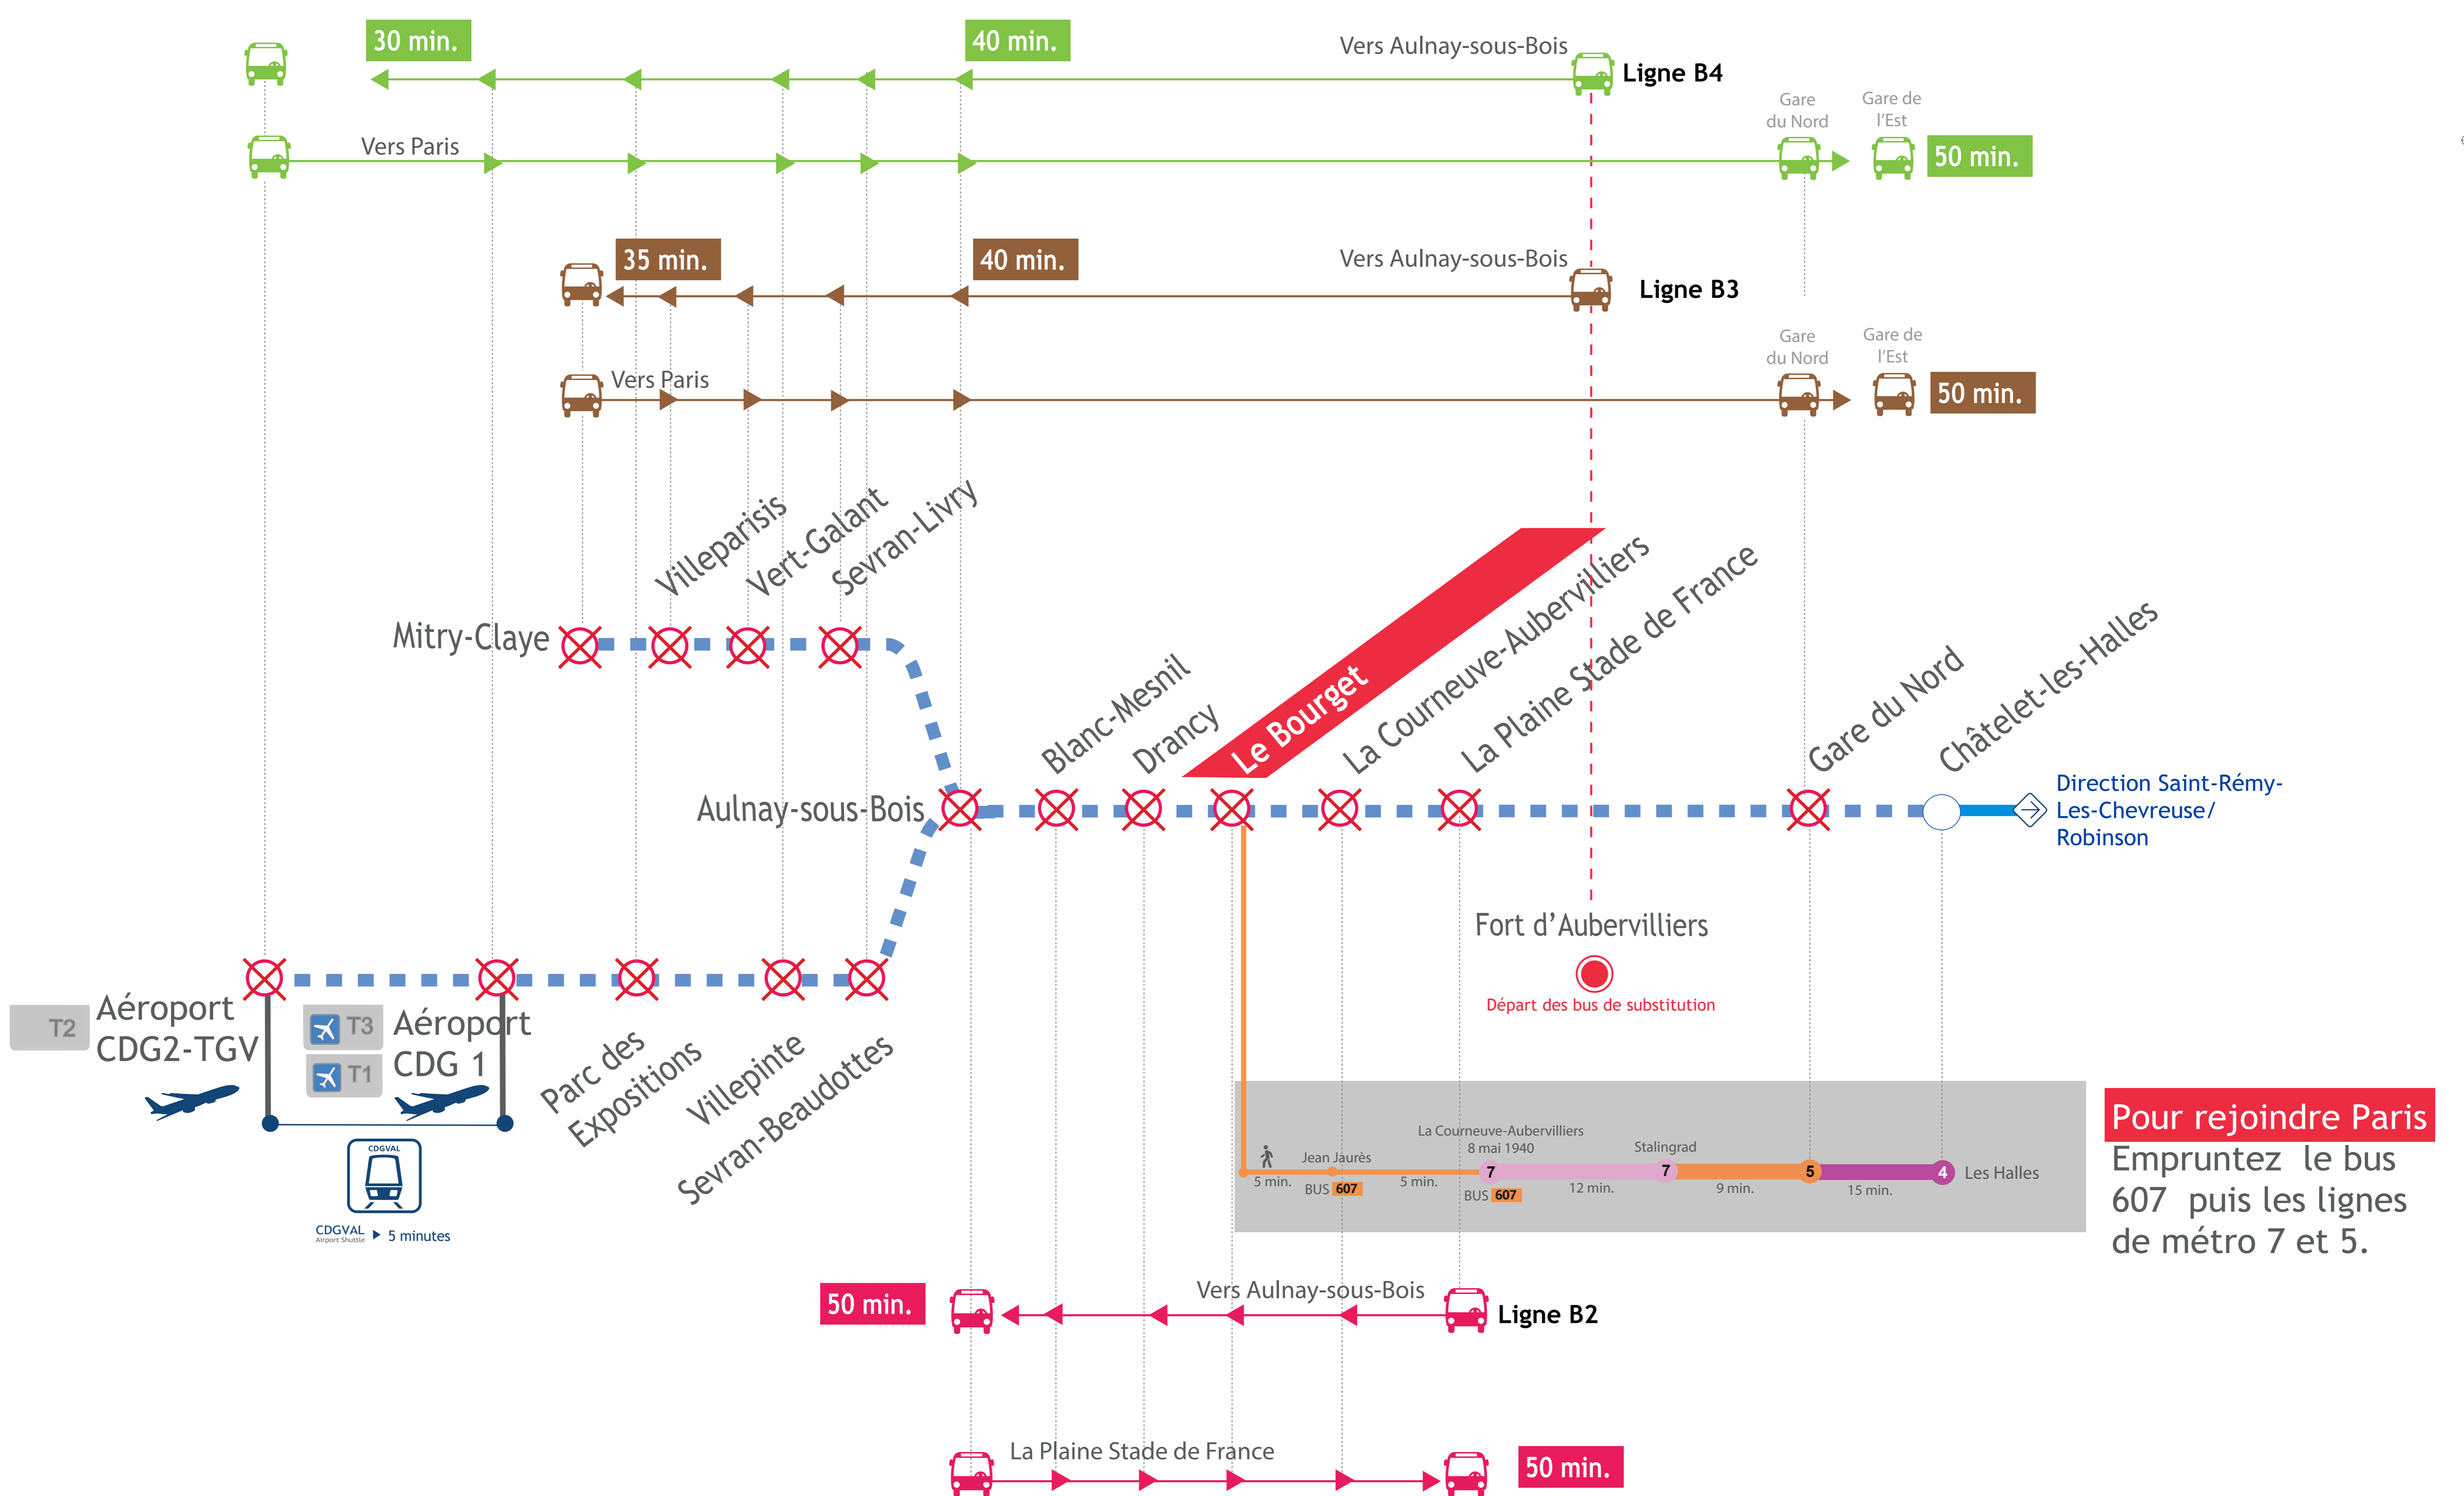 30 min.
40 min.
Vers Aulnay-sous-Bois
Ligne B4
Vers Paris
Gare
du Nord
Gare de
l'Est
50 min.
35 min.
40 min.
Vers Aulnay-sous-Bois
Ligne B3
Vers Paris
Gare
du Nord
Gare de
l'Est
50 min.
Villeparisis
Vert-Galant
Sevran-Livry
Mitry-Claye
Aulnay-sous-Bois
Blanc-Mesnil
Drancy
Le Bourget
La Courneuve-Aubervilliers
La Plaine Stade de France
Gare du Nord
Châtelet-les-Halles
Direction Saint-Rémy-
Les-Chevreuse/
Robinson
Fort d'Aubervilliers
Départ des bus de substitution
T2
Aéroport
CDG2-TGV
T3
T1
Aéroport
CDG 1
Parc des
Expositions
Villepinte
Sevran-Beaudottes
CDGVAL
CDGVAL
Airport Shuttle
5 minutes
5 min.
Jean Jaurès
BUS 607
5 min.
La Courneuve-Aubervilliers
8 mai 1940
7
BUS 607
12 min.
Stalingrad
7
9 min.
5
15 min.
4
Les Halles
Pour rejoindre Paris
Empruntez le bus
607 puis les lignes
de métro 7 et 5.
50 min.
Vers Aulnay-sous-Bois
Ligne B2
La Plaine Stade de France
50 min.